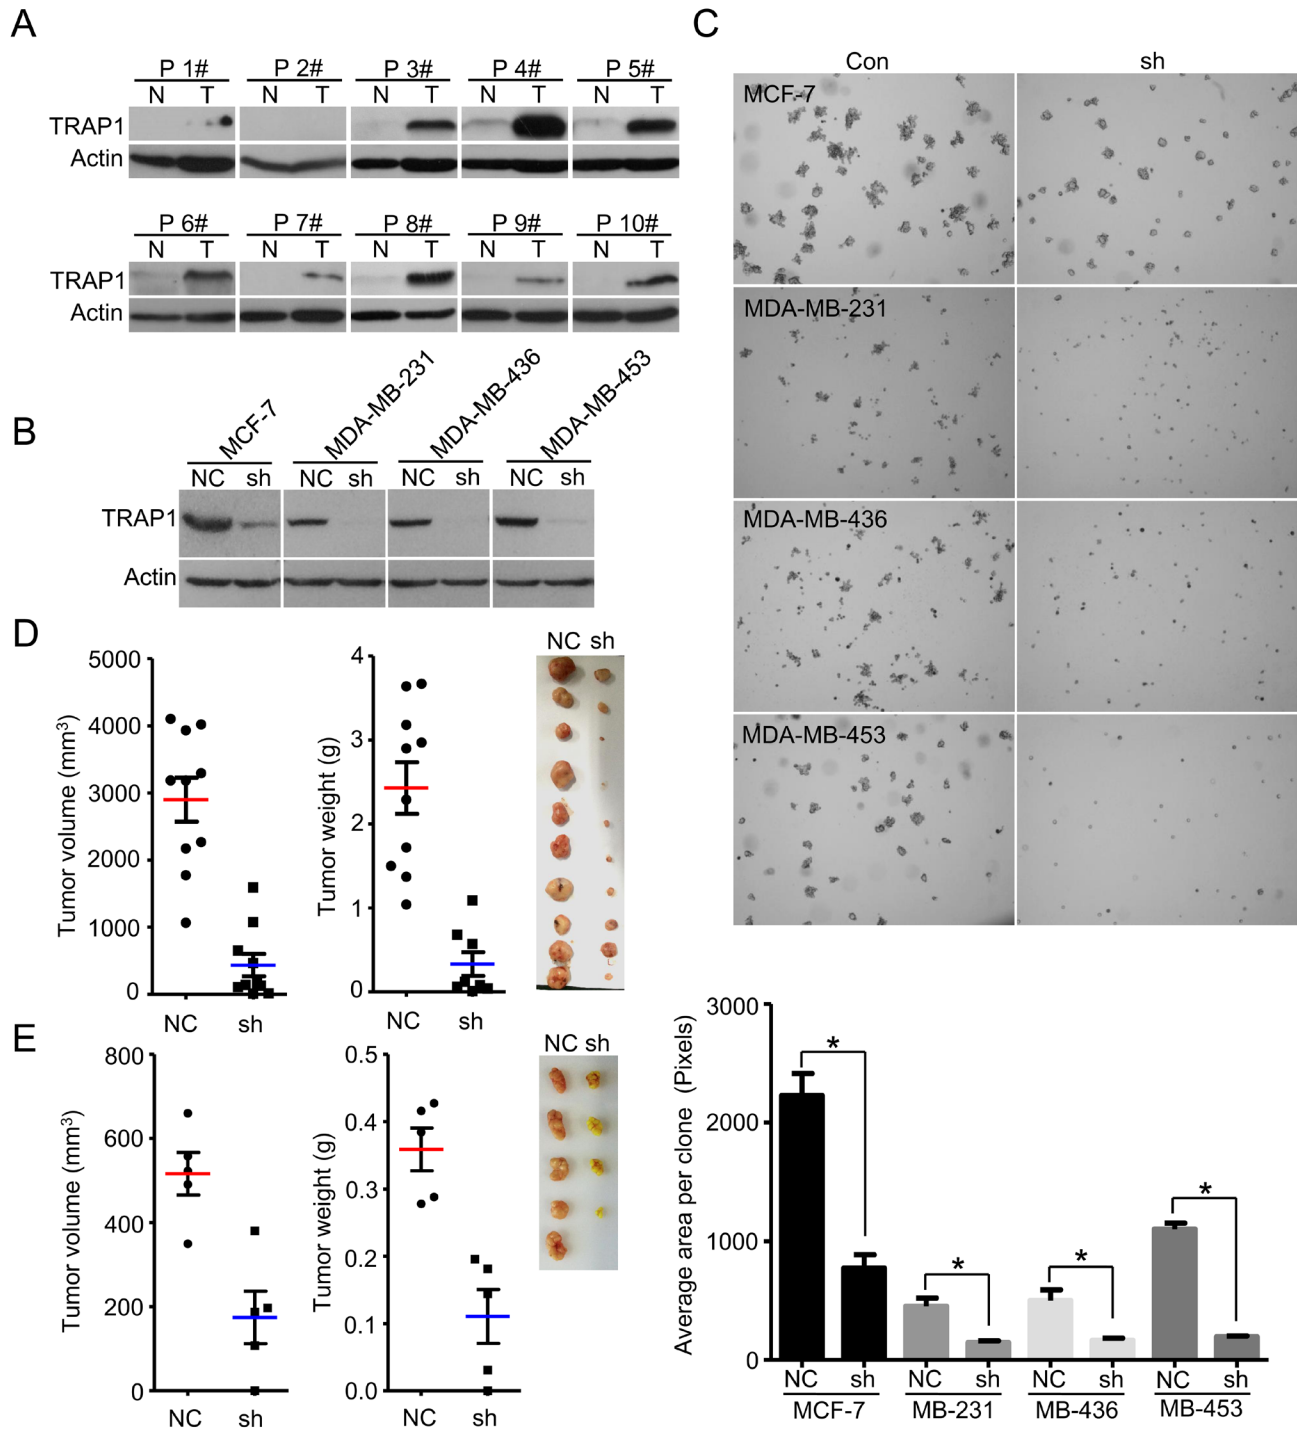 A
P 1# P 2# P 3# P 4# P 5#
N T N T N T N T N T
TRAP1
Actin
P 6# P 7# P 8# P 9# P 10#
N T N T N T N T N T
TRAP1
Actin
B
MCF-7 MDA-MB-231 MDA-MB-436 MDA-MB-453
NC sh NC sh NC sh NC sh
TRAP1
Actin
C
Con sh
MCF-7
MDA-MB-231
MDA-MB-436
MDA-MB-453
Average area per clone (Pixels)
3000
2000
1000
0
* * * *
NC sh NC sh NC sh NC sh
MCF-7 MB-231 MB-436 MB-453
D
Tumor volume (mm3)
5000
4000
3000
2000
1000
0
NC sh
Tumor weight (g)
4
3
2
1
0
NC sh
NC sh
E
Tumor volume (mm3)
800
600
400
200
0
NC sh
Tumor weight (g)
0.5
0.4
0.3
0.2
0.1
0.0
NC sh
NC sh